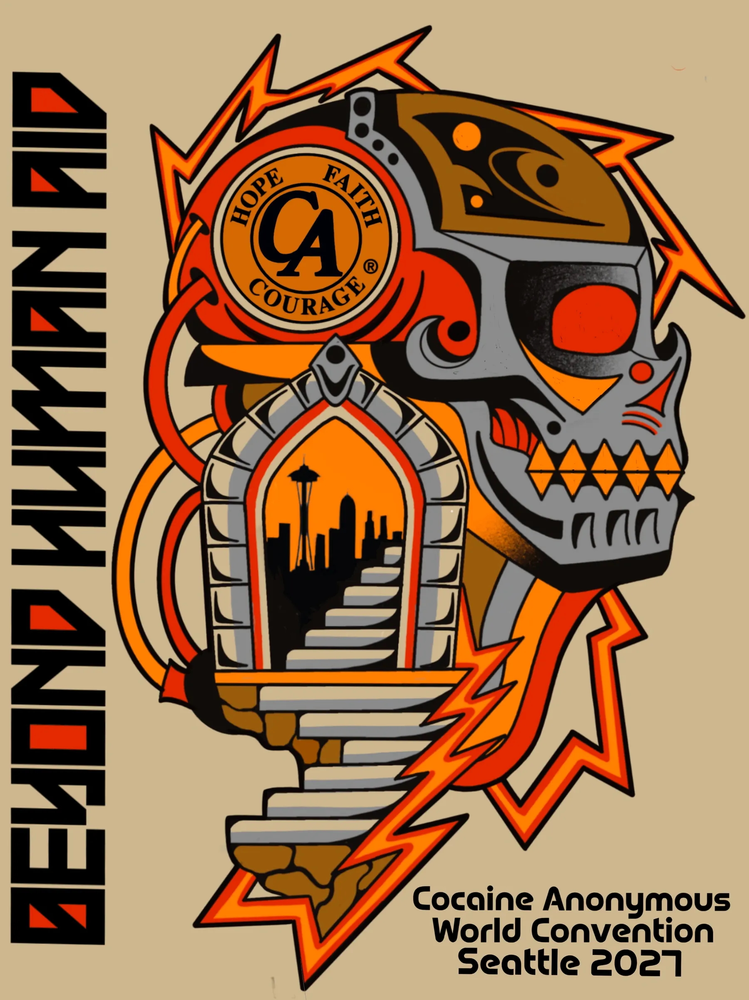 BEYOND HUMAN AID
HOPE FAITH
CA
COURAGE ®
Cocaine Anonymous
World Convention
Seattle 2027